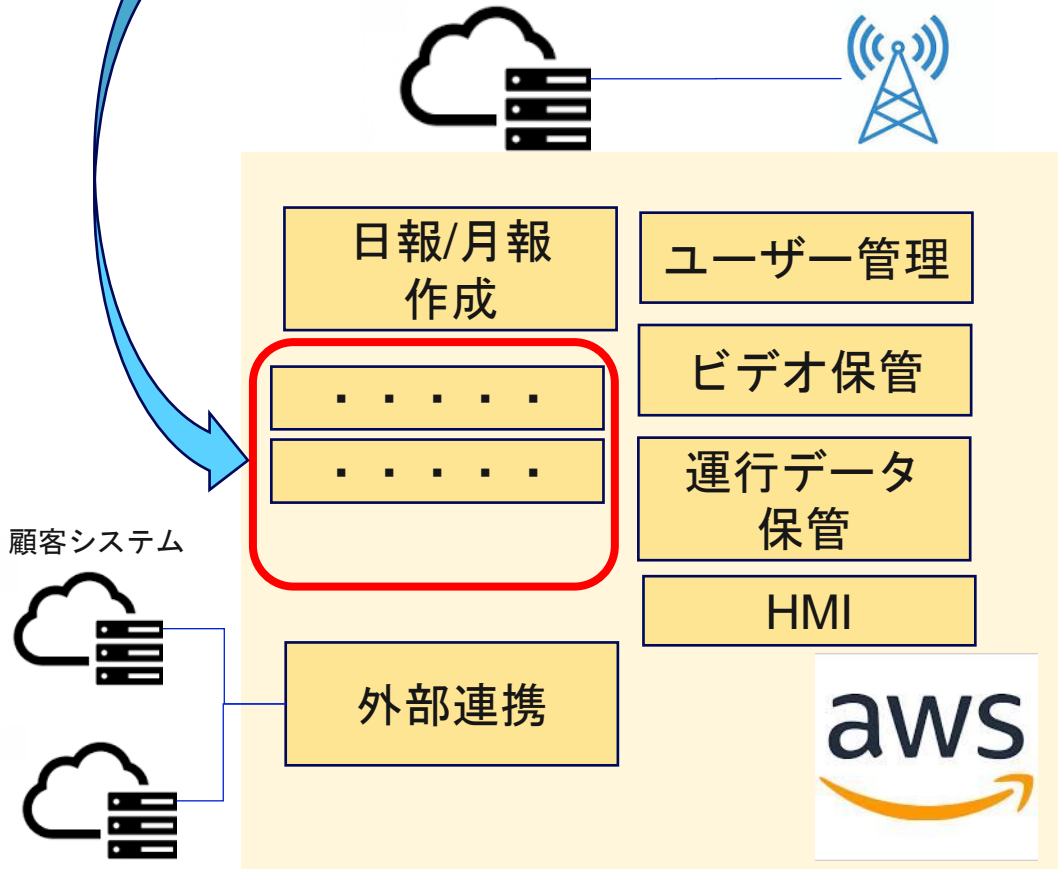 日報/月報
作成
ユーザー管理
ビデオ保管
・・・・・
・・・・・
運行データ
保管
顧客システム
HMI
外部連携
aws